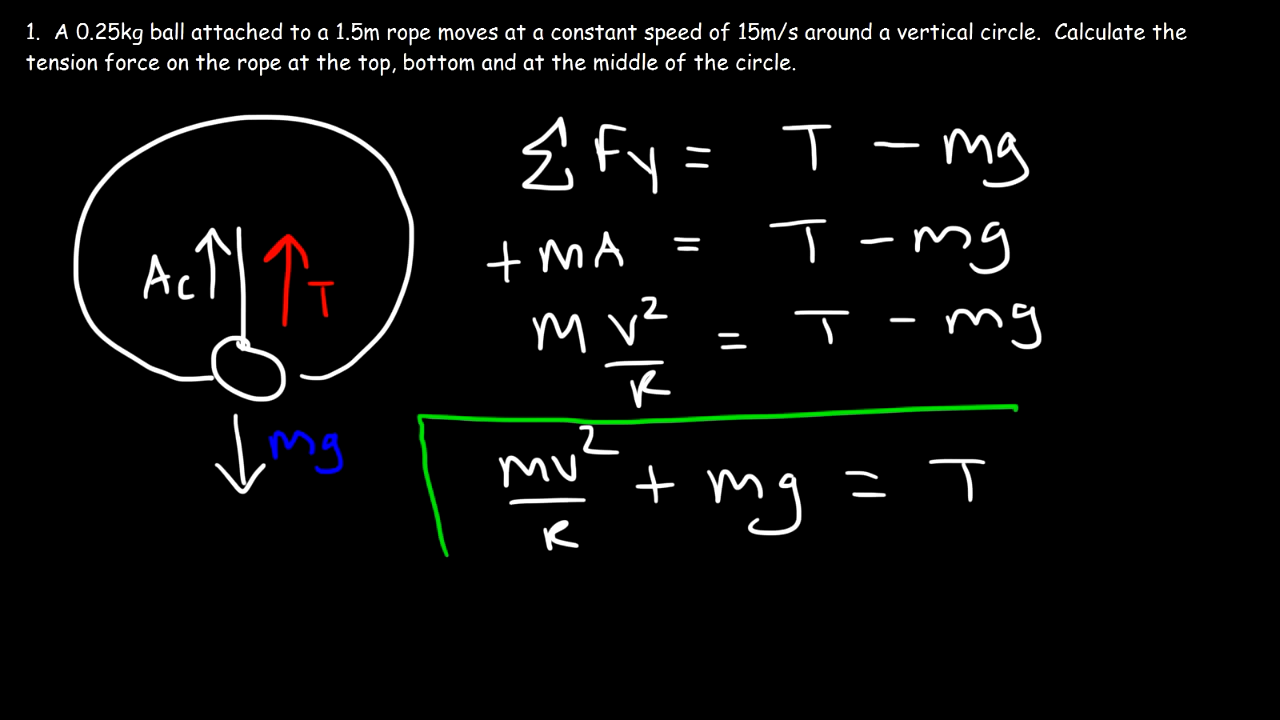 1. A 0.25kg ball attached to a 1.5m rope moves at a constant speed of 15m/s around a vertical circle. Calculate the
tension force on the rope at the top, bottom and at the middle of the circle.
∑Fy = T - mg
+mA = T - mg
m v²/R = T - mg
Ac T
mg
mv²/R + mg = T